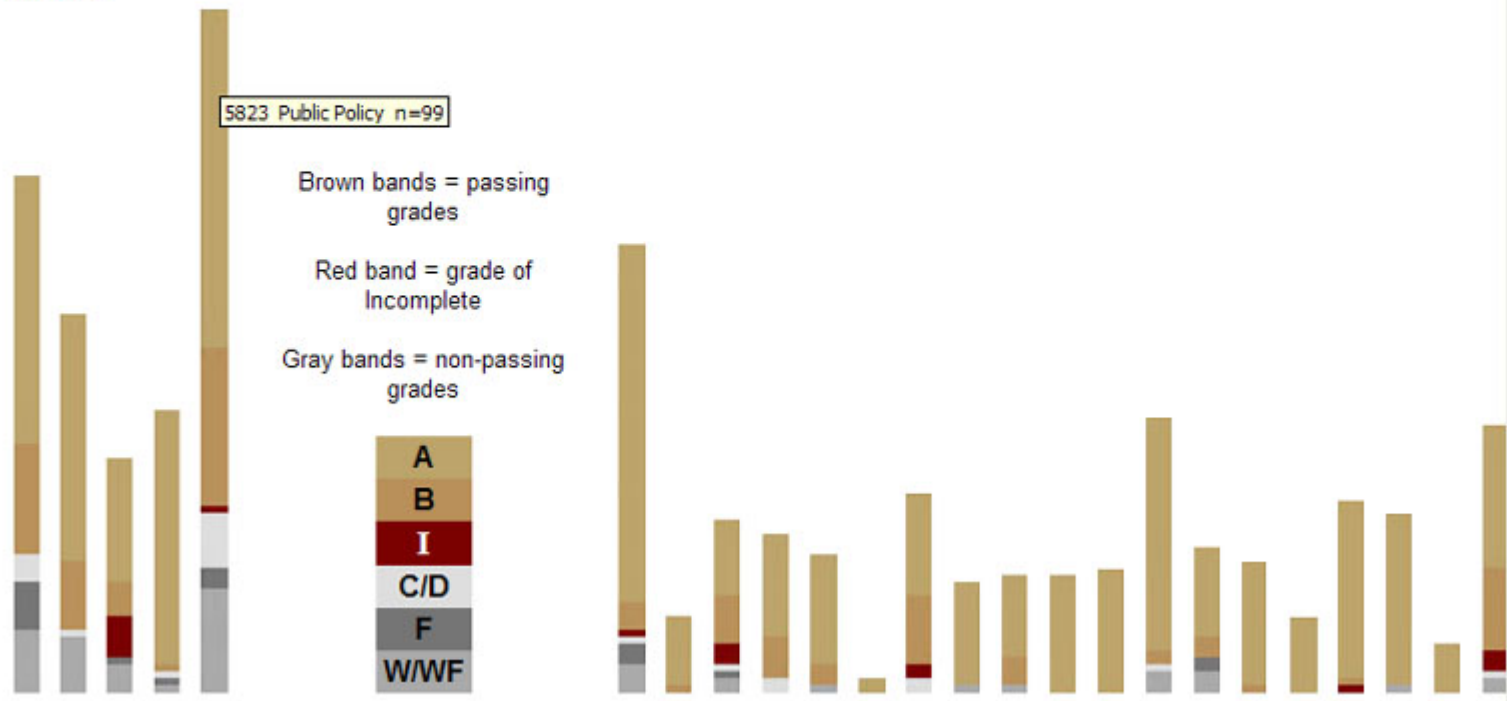 5823 Public Policy n=99
Brown bands = passing
grades
Red band = grade of
Incomplete
Gray bands = non-passing
grades
A
B
I
C/D
F
W/WF